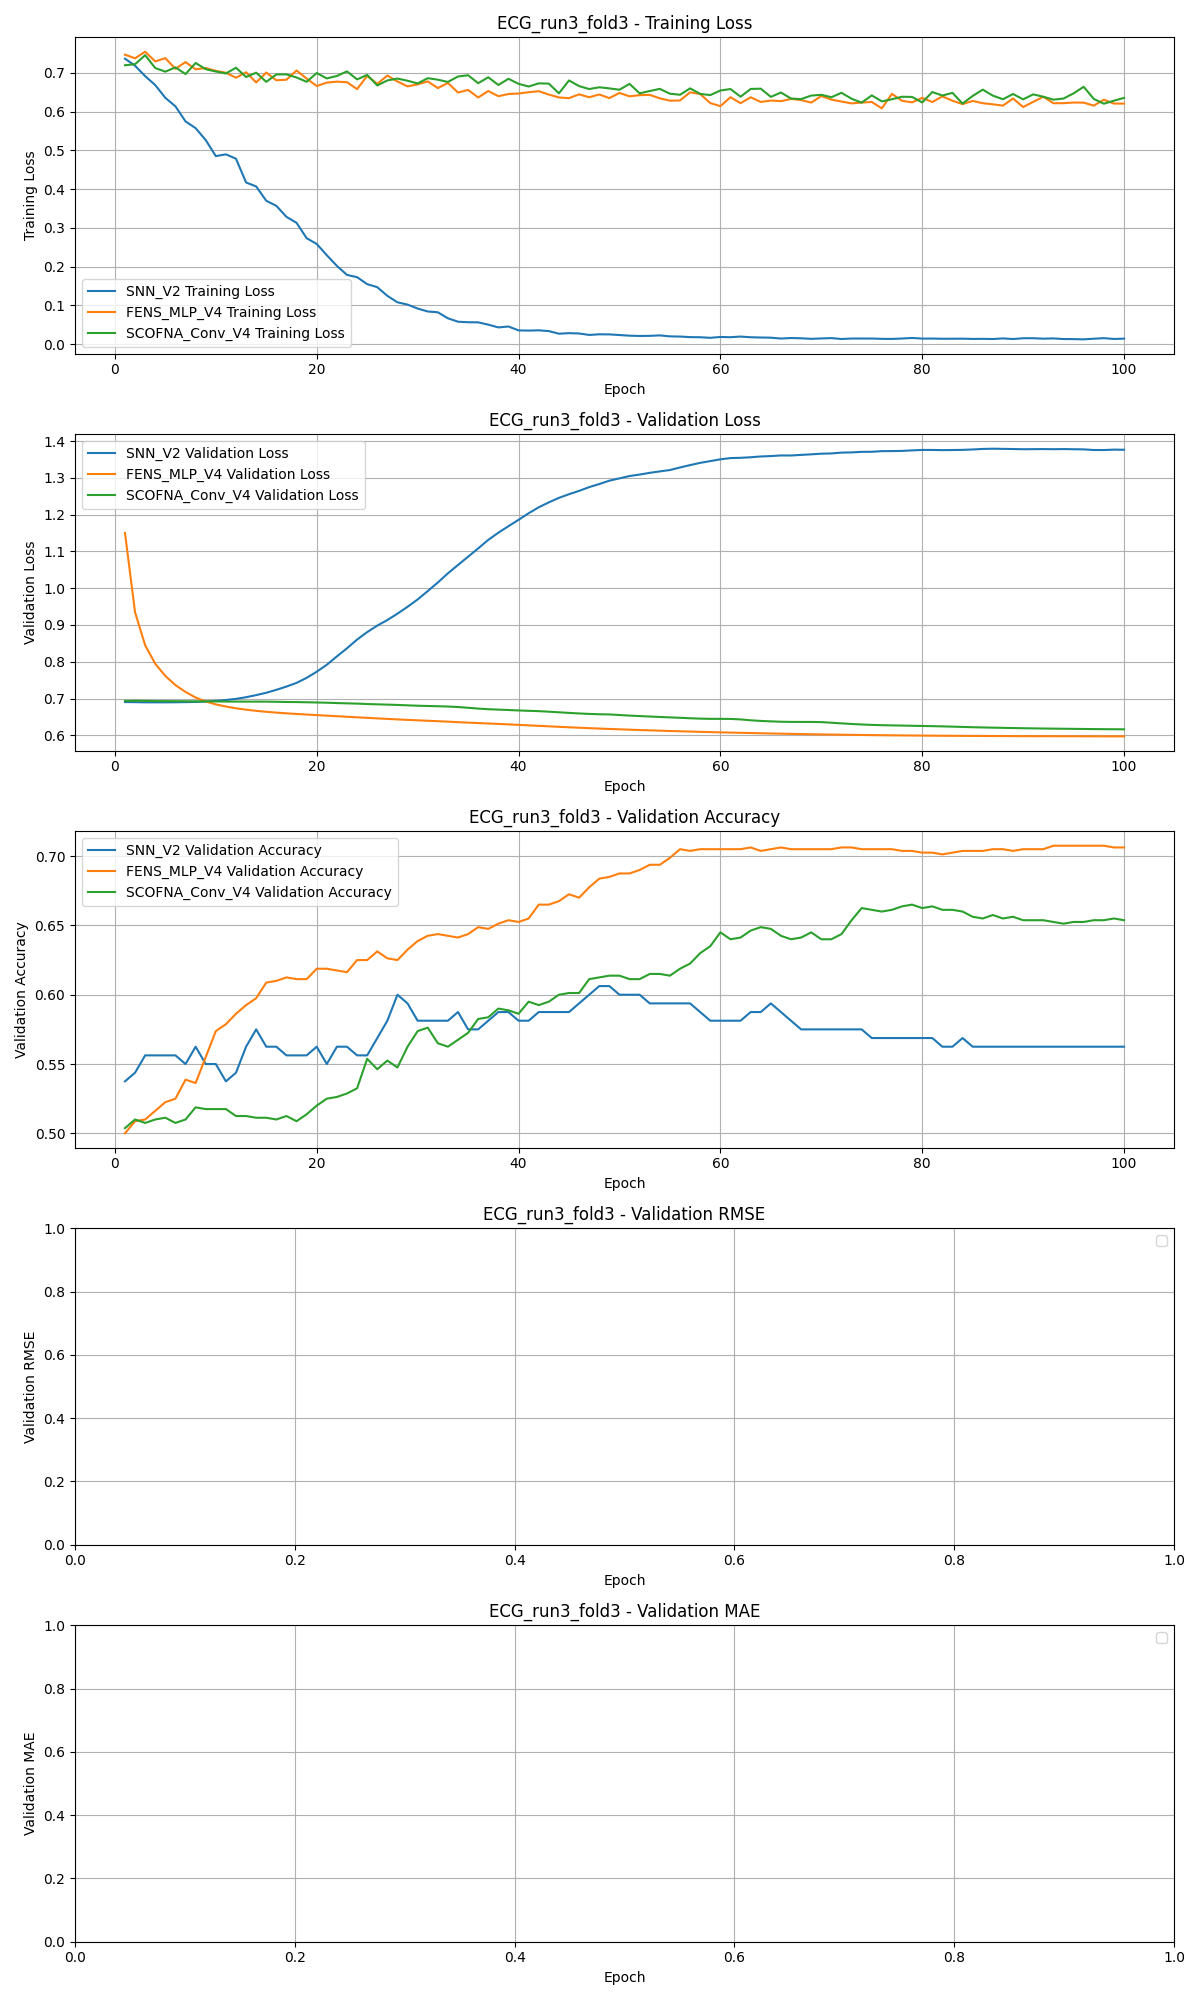 ECG_run3_fold3 - Training Loss
Training Loss
0.7
0.6
0.5
0.4
0.3
0.2
0.1
0.0
SNN_V2 Training Loss
FENS_MLP_V4 Training Loss
SCOFNA_Conv_V4 Training Loss
0 20 40 60 80 100
Epoch
ECG_run3_fold3 - Validation Loss
Validation Loss
1.4
1.3
1.2
1.1
1.0
0.9
0.8
0.7
0.6
SNN_V2 Validation Loss
FENS_MLP_V4 Validation Loss
SCOFNA_Conv_V4 Validation Loss
0 20 40 60 80 100
Epoch
ECG_run3_fold3 - Validation Accuracy
Validation Accuracy
0.70
0.65
0.60
0.55
0.50
SNN_V2 Validation Accuracy
FENS_MLP_V4 Validation Accuracy
SCOFNA_Conv_V4 Validation Accuracy
0 20 40 60 80 100
Epoch
ECG_run3_fold3 - Validation RMSE
Validation RMSE
1.0
0.8
0.6
0.4
0.2
0.0
0.0 0.2 0.4 0.6 0.8 1.0
Epoch
ECG_run3_fold3 - Validation MAE
Validation MAE
1.0
0.8
0.6
0.4
0.2
0.0
0.0 0.2 0.4 0.6 0.8 1.0
Epoch